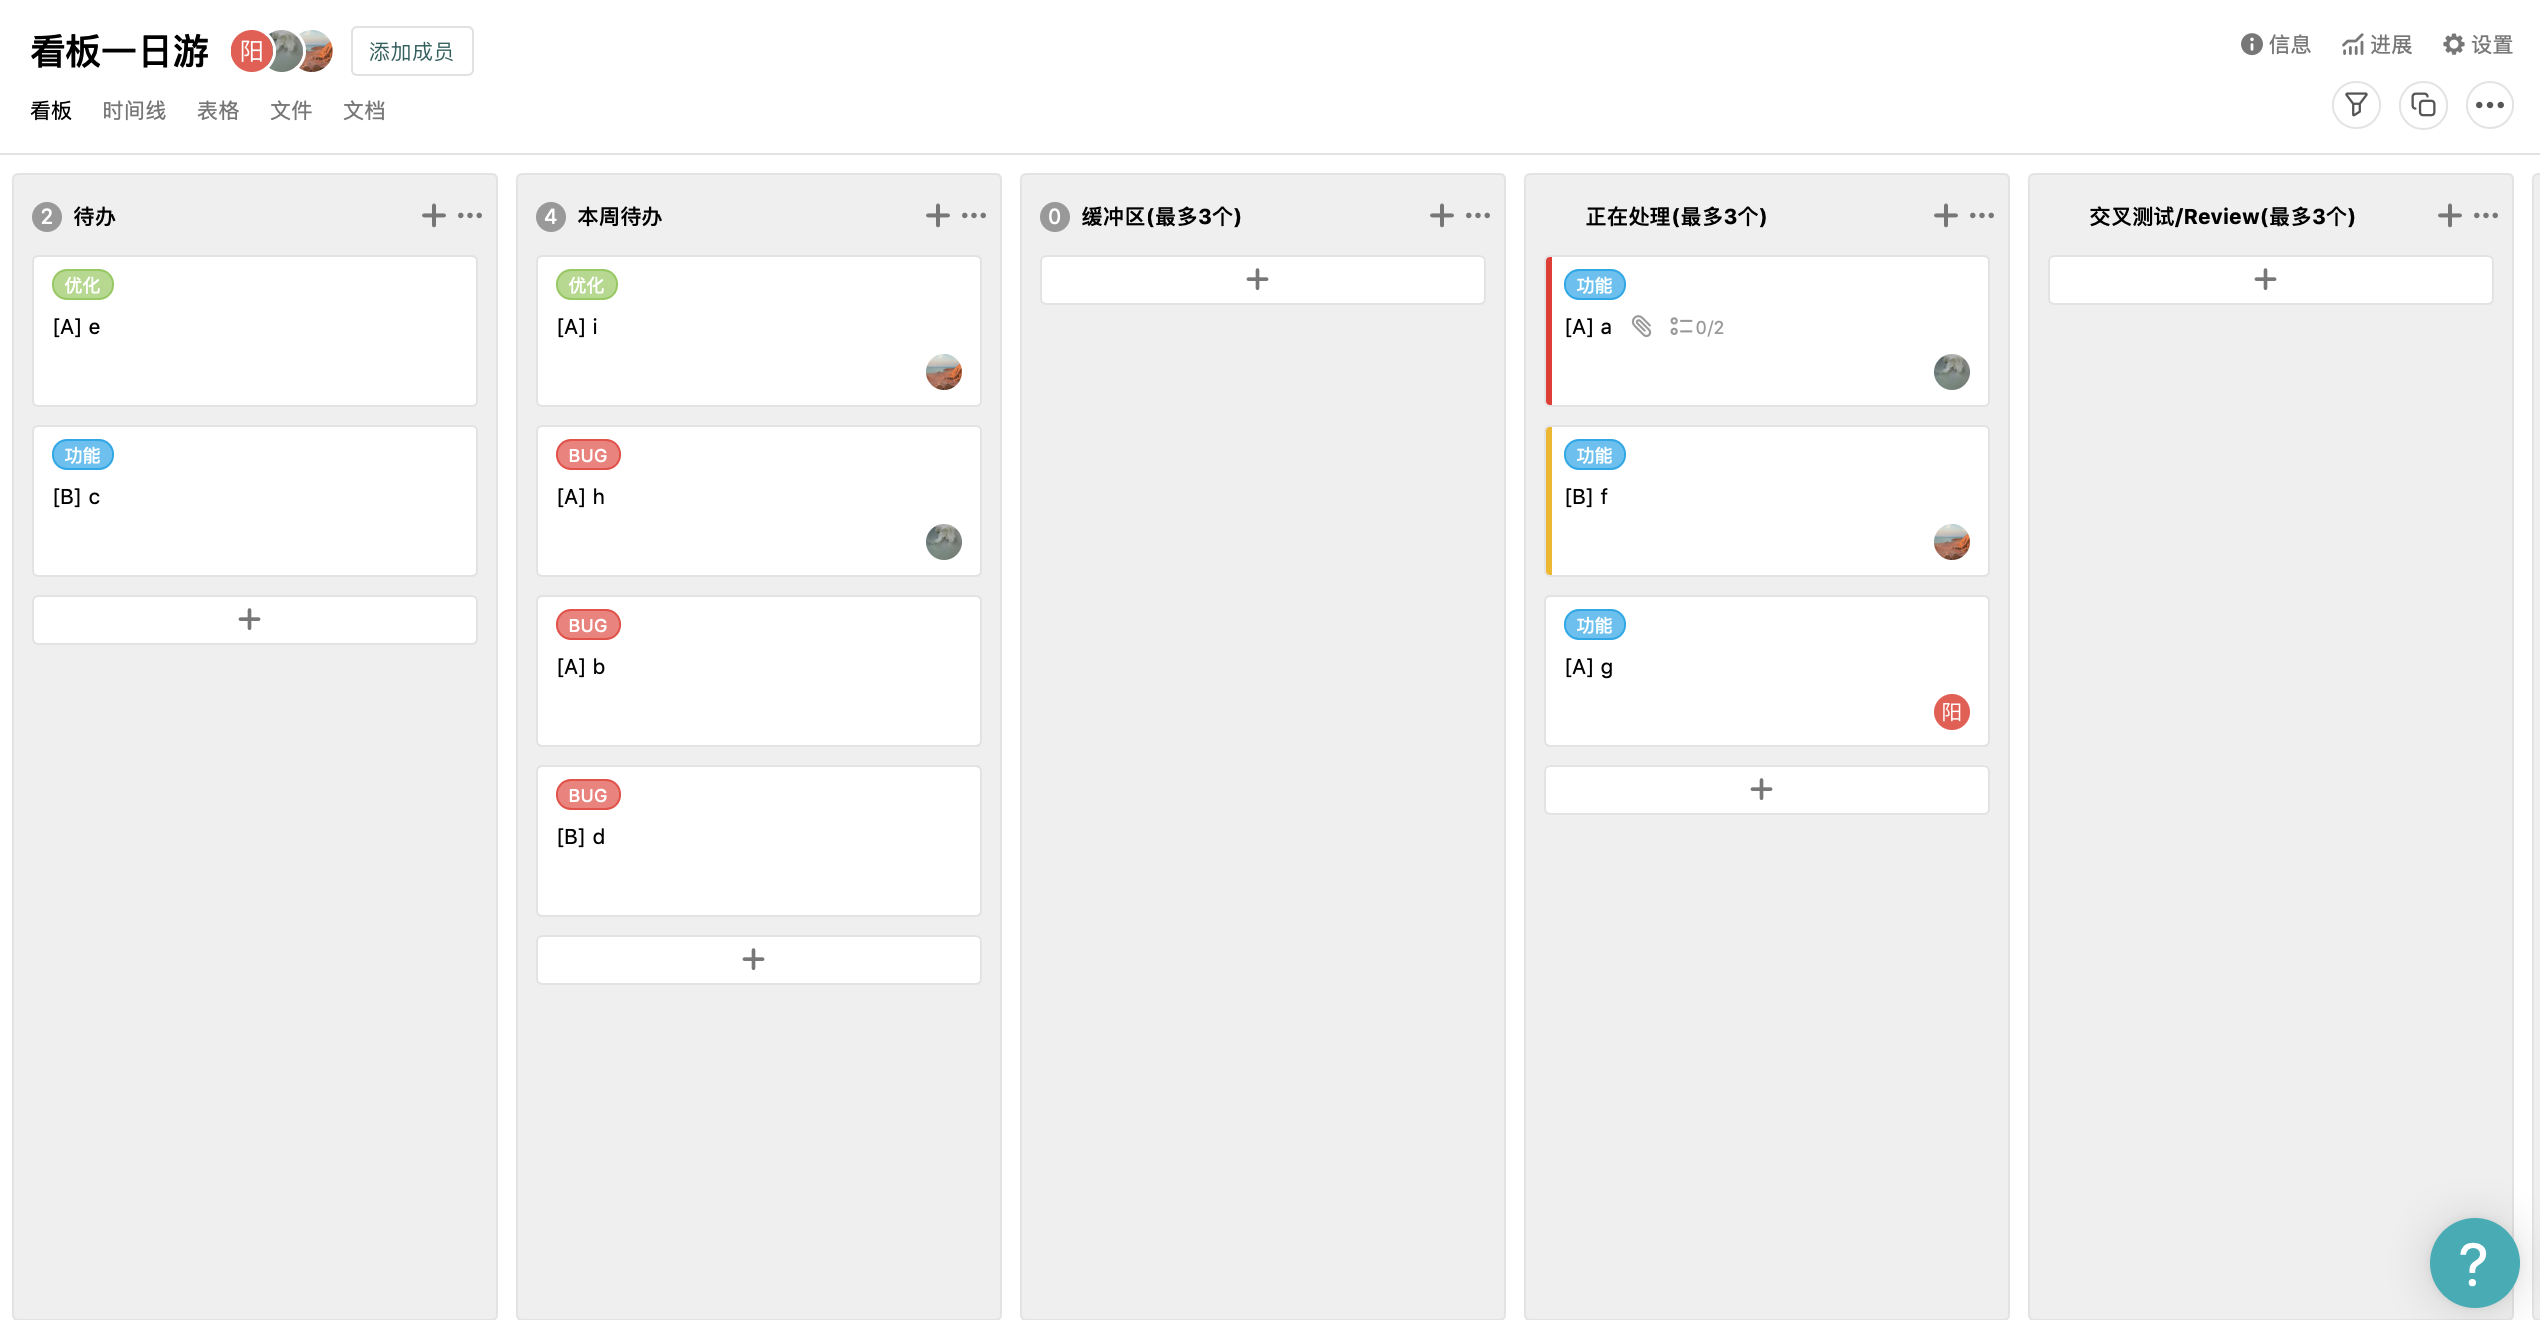 看板一日游
阳
添加成员
信息
进展
设置
看板
时间线
表格
文件
文档
2 待办
优化
[A] e
功能
[B] c
4 本周待办
优化
[A] i
BUG
[A] h
BUG
[A] b
BUG
[B] d
0 缓冲区(最多3个)
正在处理(最多3个)
功能
[A] a 0/2
功能
[B] f
功能
[A] g
阳
交叉测试/Review(最多3个)
?